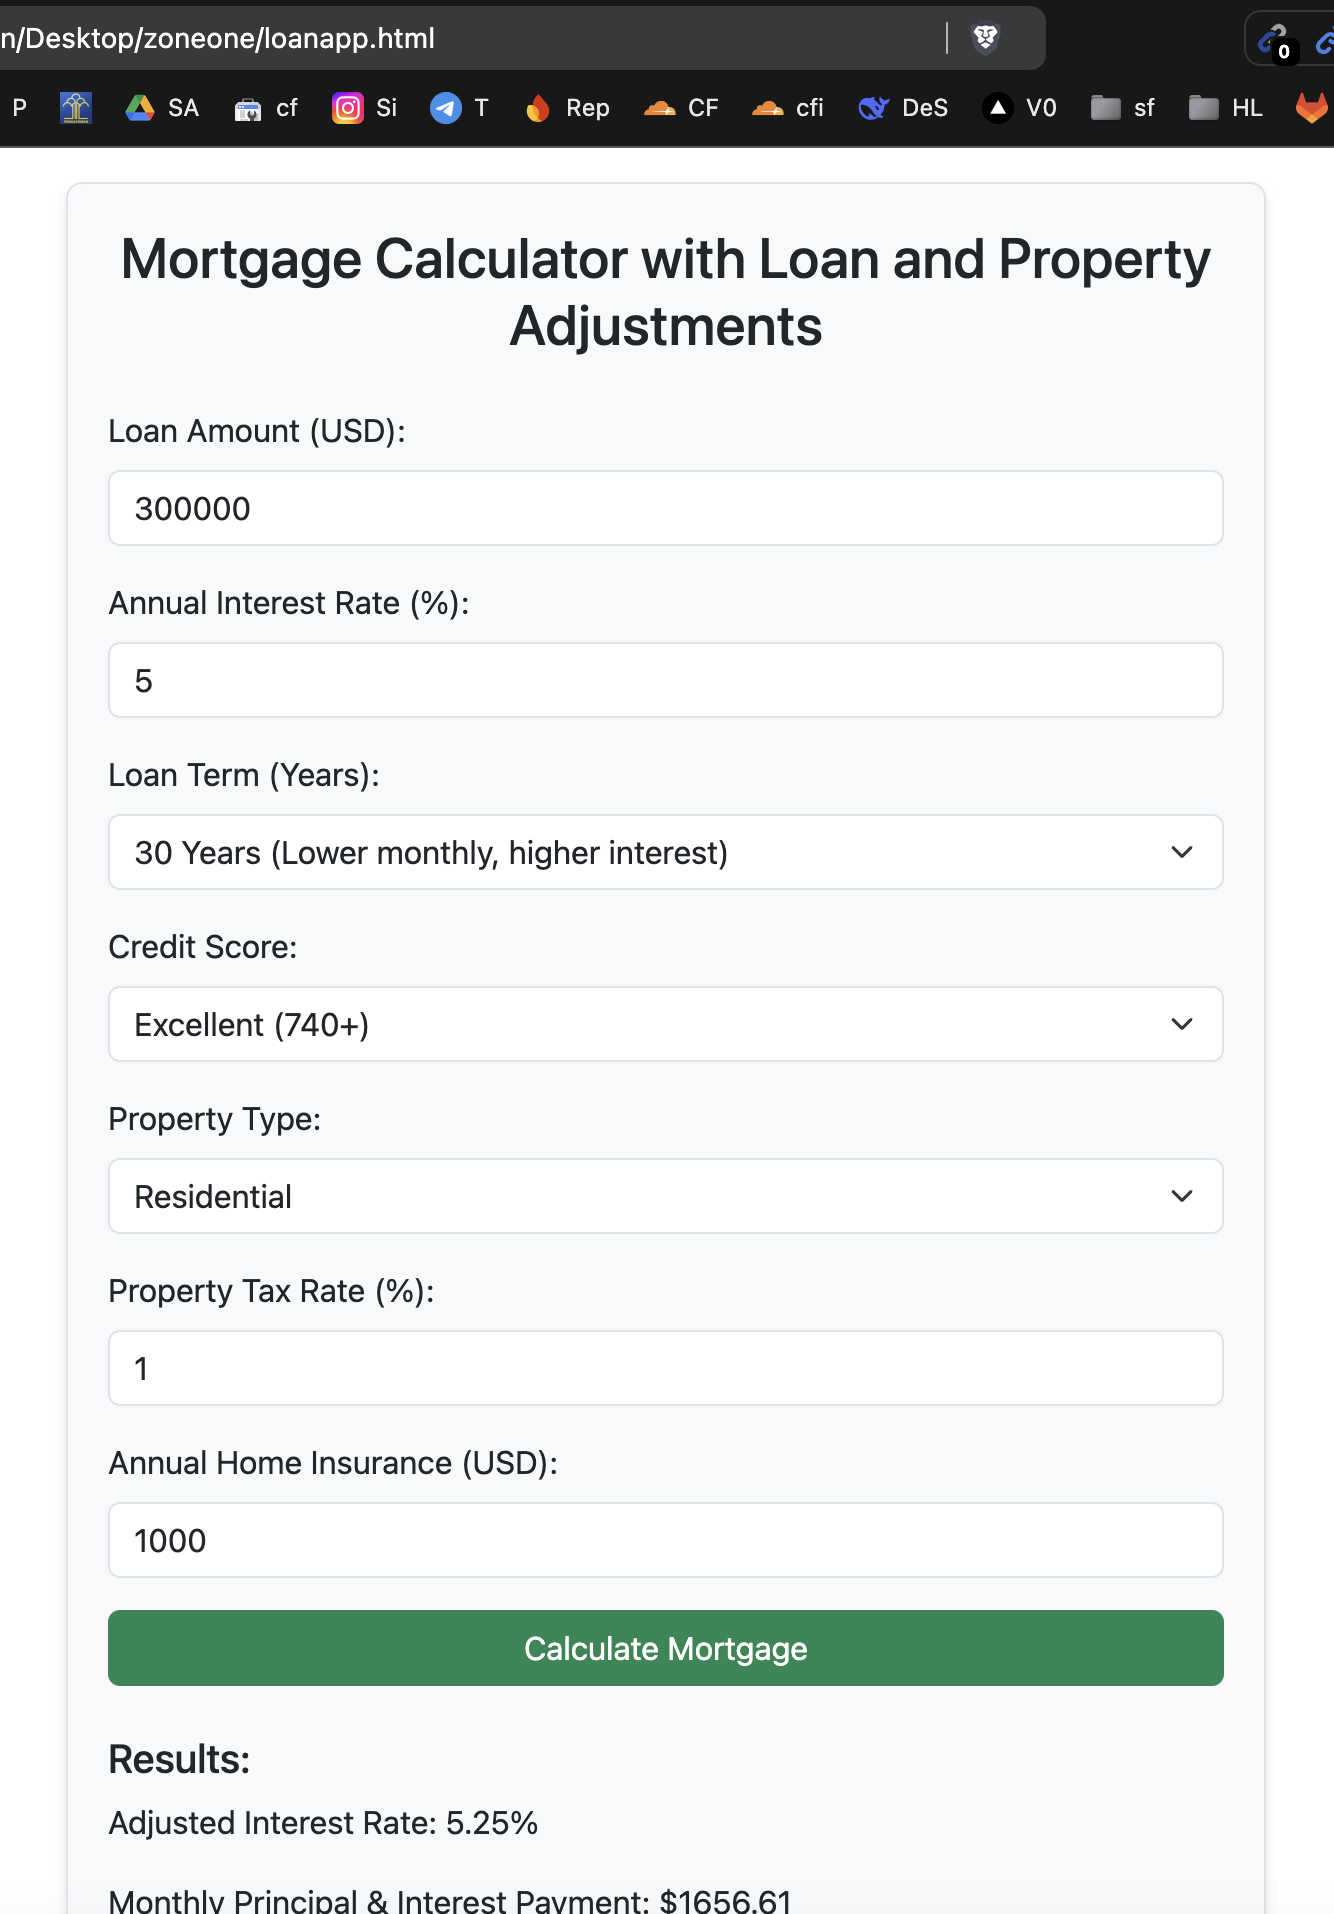 n/Desktop/zoneone/loanapp.html
0
P
SA
cf
Si
T
Rep
CF
cfi
DeS
V0
sf
HL
Mortgage Calculator with Loan and Property
Adjustments
Loan Amount (USD):
300000
Annual Interest Rate (%):
5
Loan Term (Years):
30 Years (Lower monthly, higher interest)
Credit Score:
Excellent (740+)
Property Type:
Residential
Property Tax Rate (%):
1
Annual Home Insurance (USD):
1000
Calculate Mortgage
Results:
Adjusted Interest Rate: 5.25%
Monthly Principal & Interest Payment: $1656.61